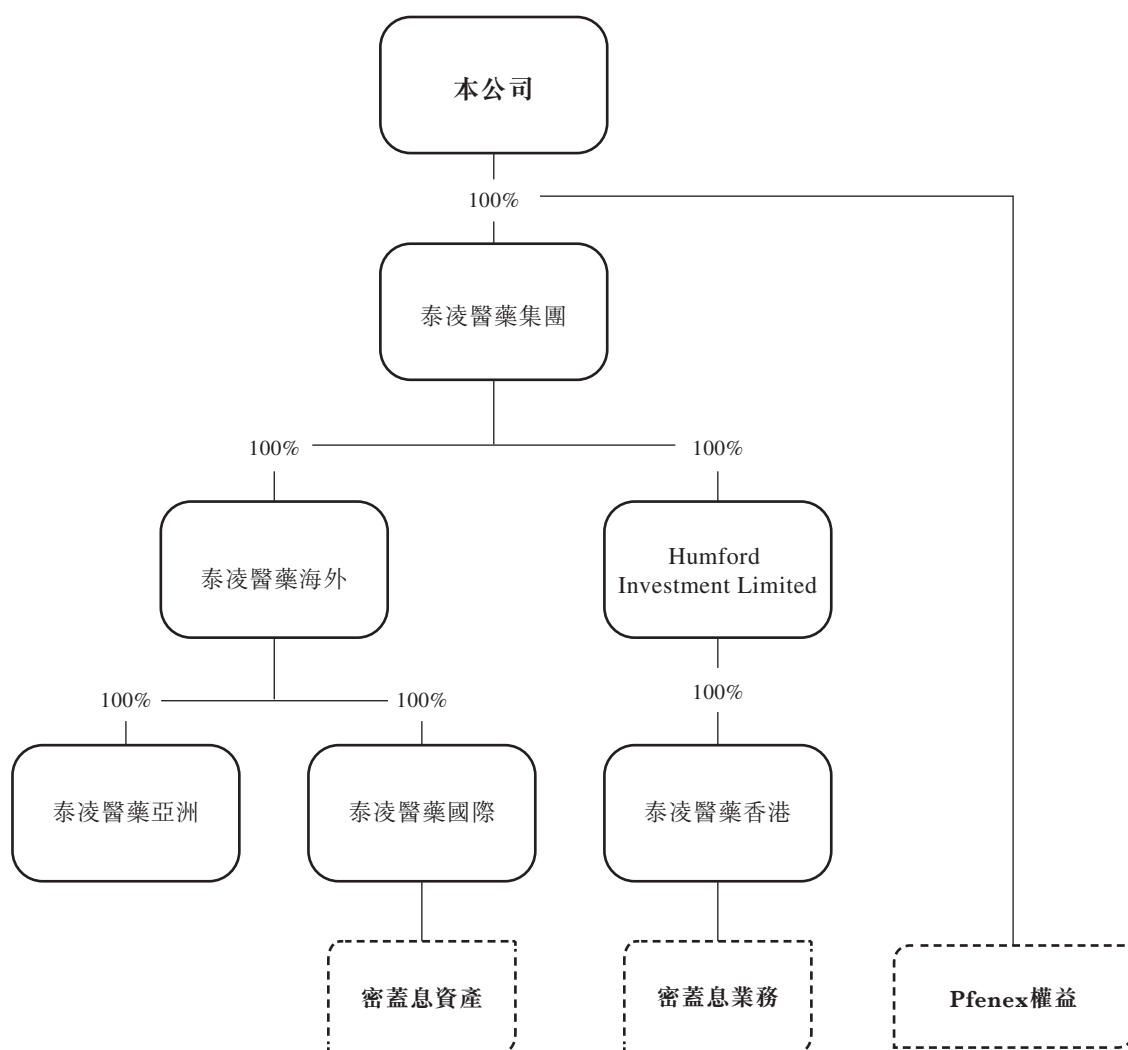 本公司
100%
泰凌醫藥集團
100%
100%
泰凌醫藥海外
Humford
Investment Limited
100%
100%
100%
泰凌醫藥亞洲
泰凌醫藥國際
泰凌醫藥香港
密蓋息資產
密蓋息業務
Pfenex權益